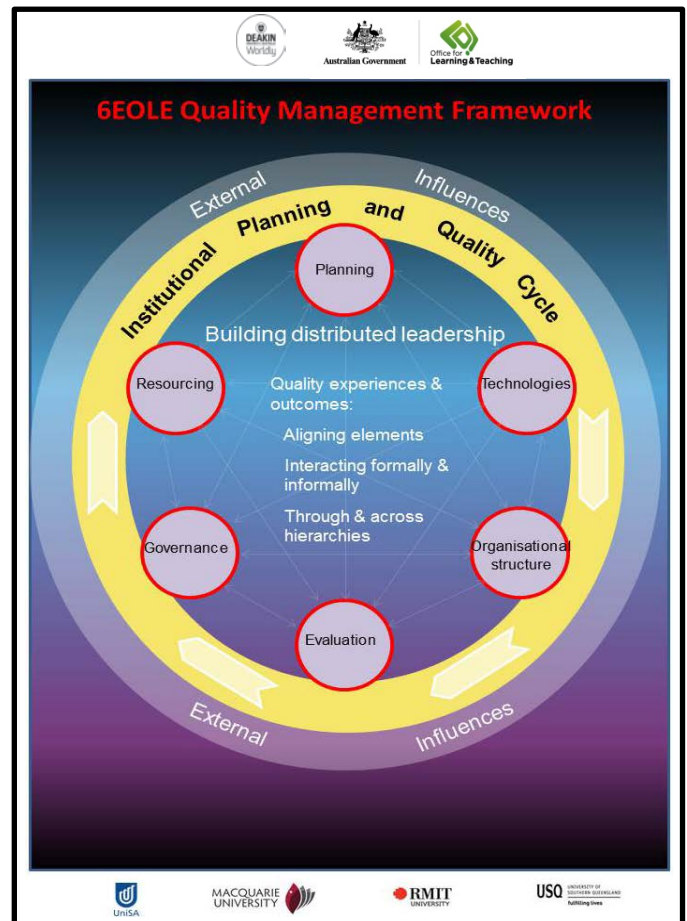 DEAKIN
Worldly
Australian Government
Office for
Learning & Teaching
6EOLE Quality Management Framework
External
Influences
Institutional Planning and Quality Cycle
Planning
Building distributed leadership
Resourcing
Quality experiences &
outcomes:
Technologies
Aligning elements
Interacting formally &
informally
Through & across
hierarchies
Governance
Organisational
structure
Evaluation
External
Influences
UniSA
MACQUARIE
UNIVERSITY
RMIT
UNIVERSITY
USQ
UNIVERSITY OF
SOUTHERN QUEENSLAND
fulfilling lives